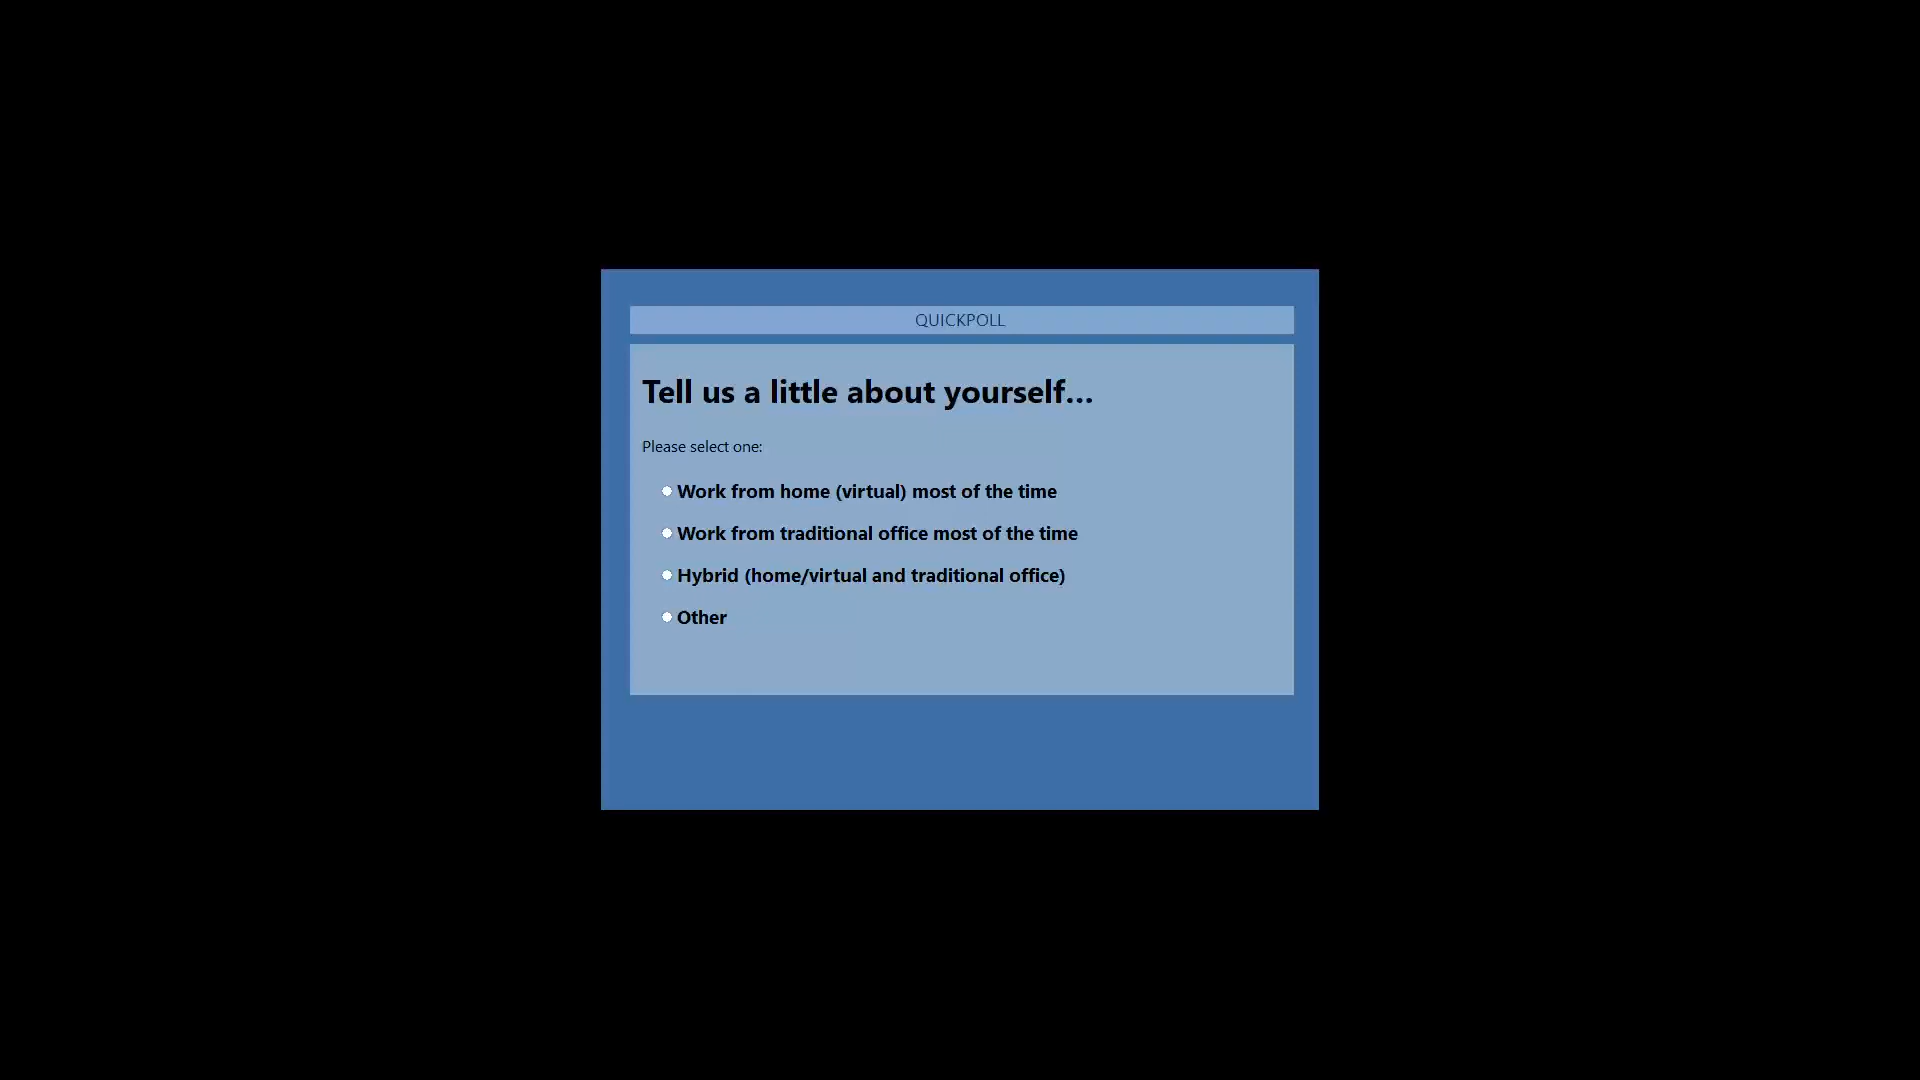 QUICKPOLL
Tell us a little about yourself...
Please select one:
Work from home (virtual) most of the time
Work from traditional office most of the time
Hybrid (home/virtual and traditional office)
Other